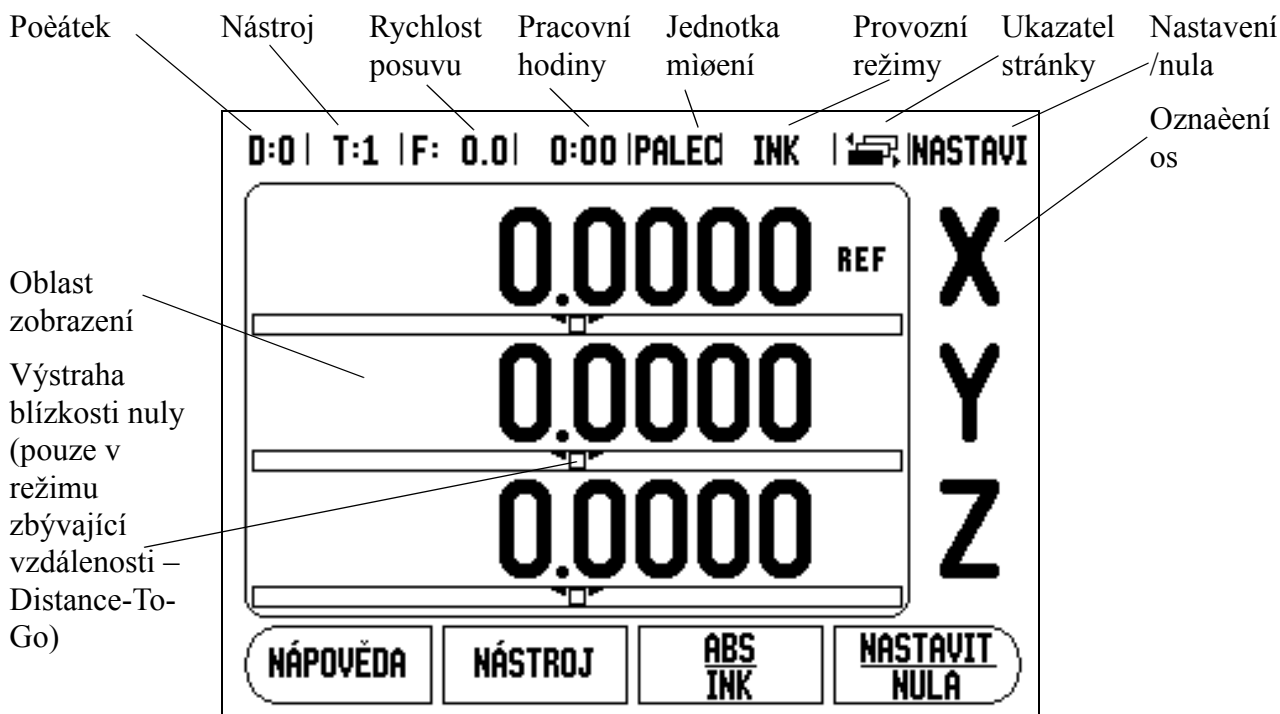 Poèátek
Nástroj
Rychlost
posuvu
Pracovní
hodiny
Jednotka
mìøení
Provozní
režimy
Ukazatel
stránky
Nastavení
/nula
Oznaèení
os
D:0 | T:1 |F: 0.0| 0:00 |PALEC| INK | |NASTAVI
0.0000 REF X
Oblast
zobrazení
0.0000 Y
Výstraha
blízkosti nuly
(pouze v
režimu
zbývající
vzdálenosti –
Distance-To-
Go)
0.0000 Z
NÁPOVĚDA
NÁSTROJ
ABS
INK
NASTAVIT
NULA